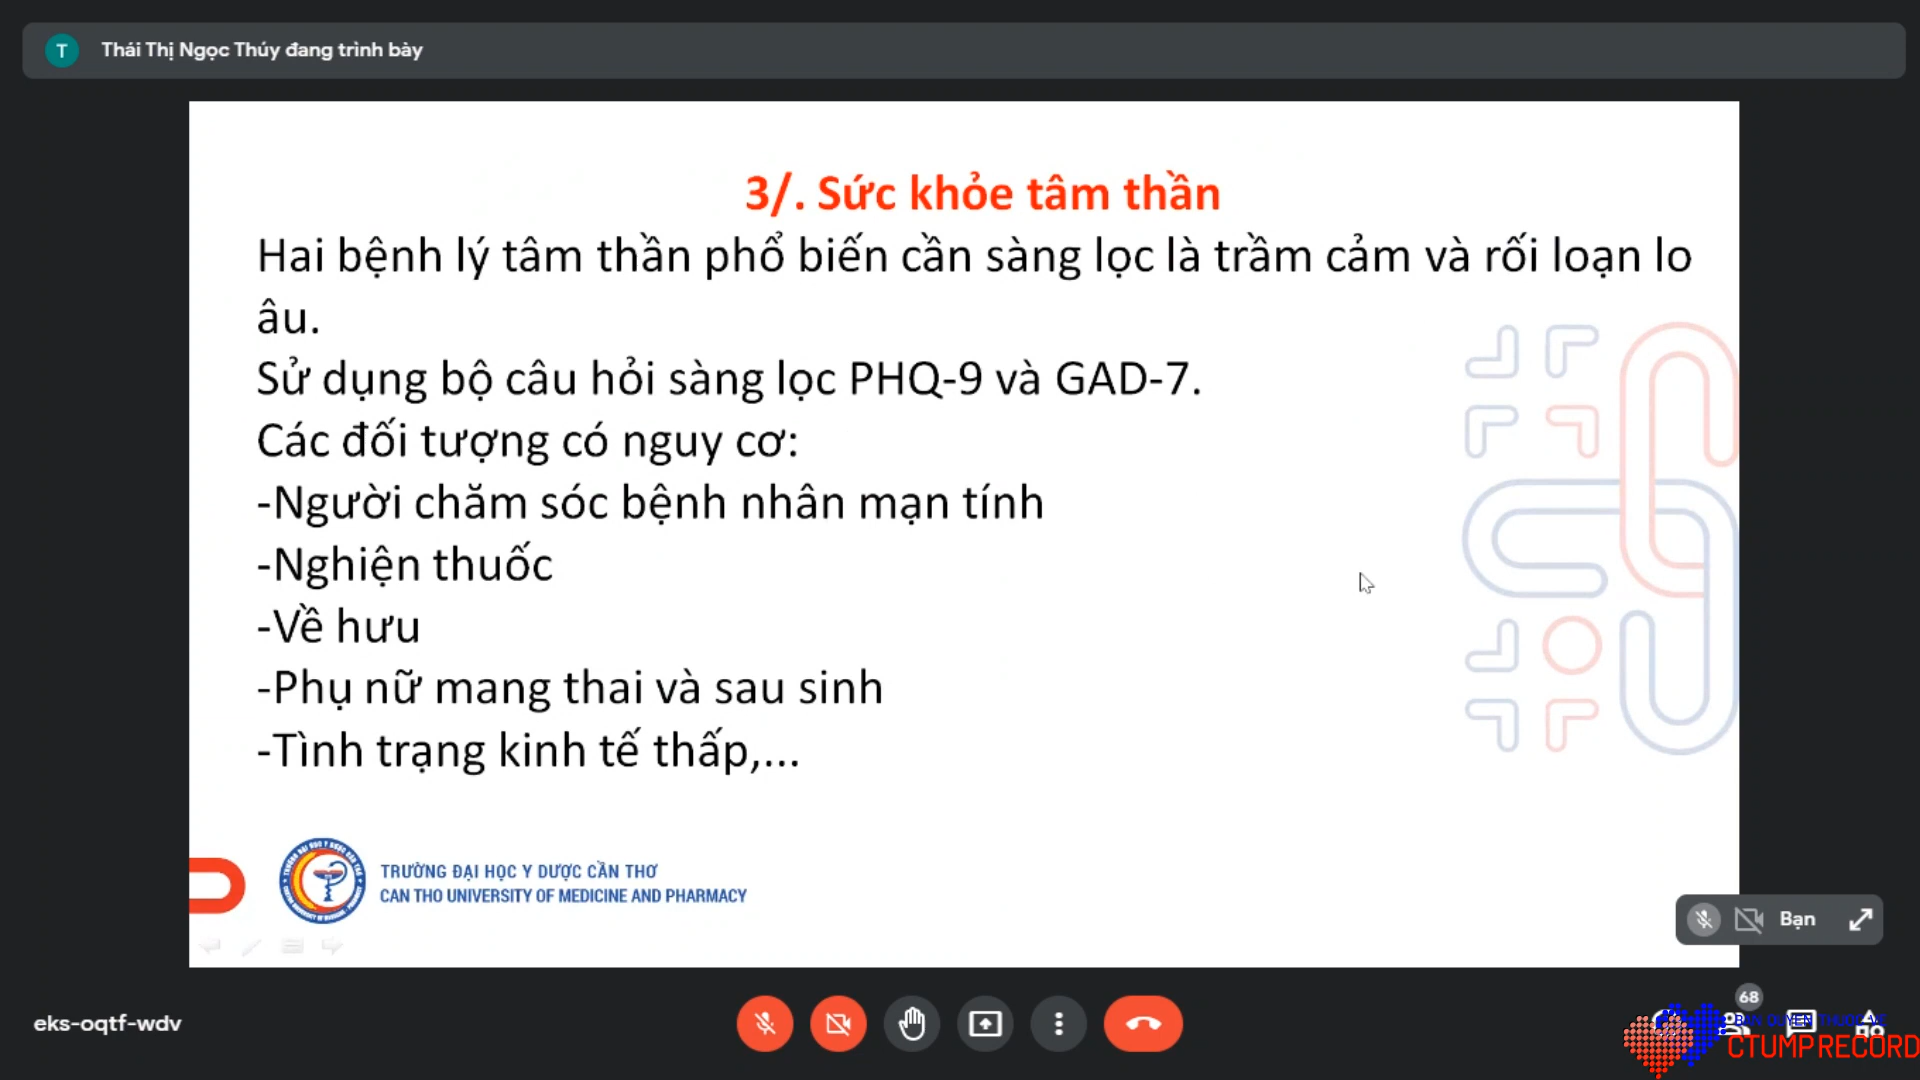 T
Thái Thị Ngọc Thúy đang trình bày
3/. Sức khỏe tâm thần
Hai bệnh lý tâm thần phổ biến cần sàng lọc là trầm cảm và rối loạn lo
âu.
Sử dụng bộ câu hỏi sàng lọc PHQ-9 và GAD-7.
Các đối tượng có nguy cơ:
-Người chăm sóc bệnh nhân mạn tính
-Nghiện thuốc
-Về hưu
-Phụ nữ mang thai và sau sinh
-Tình trạng kinh tế thấp,...
TRƯỜNG ĐẠI HỌC Y DƯỢC CẦN THƠ
CAN THO UNIVERSITY OF MEDICINE AND PHARMACY
Bạn
68
eks-oqtf-wdv
BẢN QUYỀN THUỘC VỀ
CTUMP RECORD